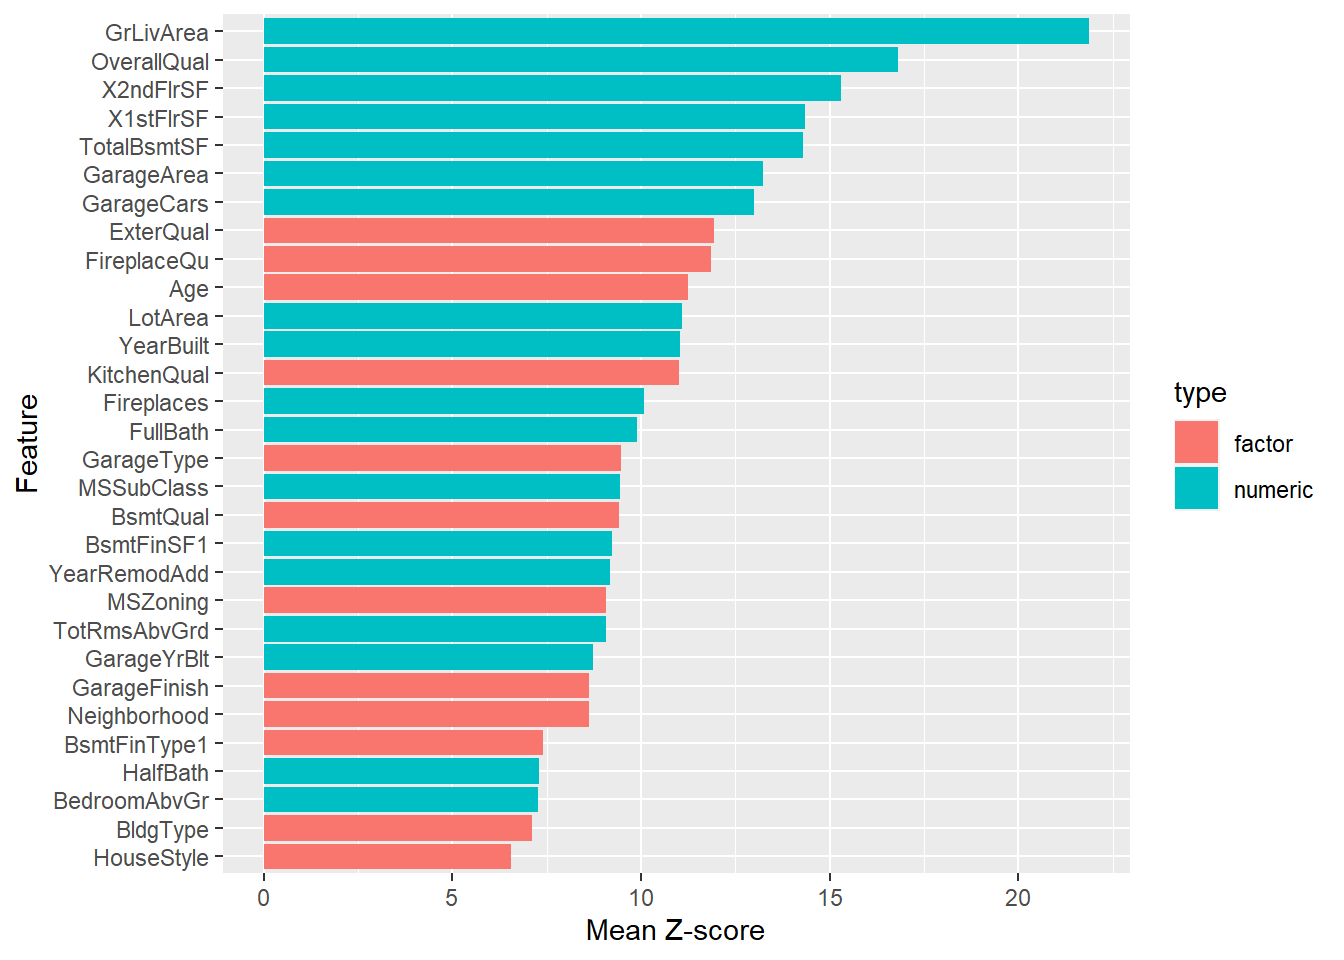 GrLivArea
OverallQual
X2ndFlrSF
X1stFlrSF
TotalBsmtSF
GarageArea
GarageCars
ExterQual
FireplaceQu
Age
LotArea
YearBuilt
KitchenQual
Fireplaces
FullBath
GarageType
MSSubClass
BsmtQual
BsmtFinSF1
YearRemodAdd
MSZoning
TotRmsAbvGrd
GarageYrBlt
GarageFinish
Neighborhood
BsmtFinType1
HalfBath
BedroomAbvGr
BldgType
HouseStyle
Feature
0 5 10 15 20
Mean Z-score
type
factor
numeric